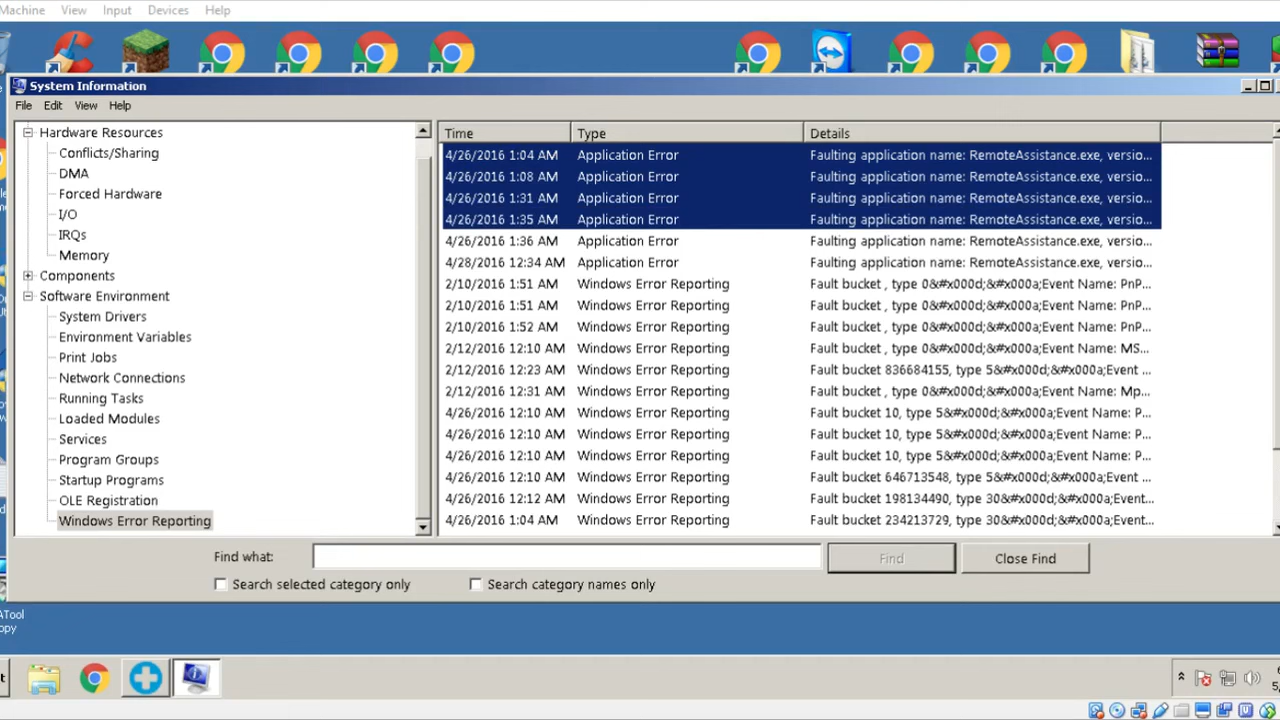 Machine View Input Devices Help
System Information
File Edit View Help
Hardware Resources
Conflicts/Sharing
DMA
Forced Hardware
I/O
IRQs
Memory
Components
Software Environment
System Drivers
Environment Variables
Print Jobs
Network Connections
Running Tasks
Loaded Modules
Services
Program Groups
Startup Programs
OLE Registration
Windows Error Reporting
Time Type Details
4/26/2016 1:04 AM Application Error Faulting application name: RemoteAssistance.exe, versio...
4/26/2016 1:08 AM Application Error Faulting application name: RemoteAssistance.exe, versio...
4/26/2016 1:31 AM Application Error Faulting application name: RemoteAssistance.exe, versio...
4/26/2016 1:35 AM Application Error Faulting application name: RemoteAssistance.exe, versio...
4/26/2016 1:36 AM Application Error Faulting application name: RemoteAssistance.exe, versio...
4/28/2016 12:34 AM Application Error Faulting application name: RemoteAssistance.exe, versio...
2/10/2016 1:51 AM Windows Error Reporting Fault bucket , type 0&#x000d;&#x000a;Event Name: PnP...
2/10/2016 1:51 AM Windows Error Reporting Fault bucket , type 0&#x000d;&#x000a;Event Name: PnP...
2/10/2016 1:52 AM Windows Error Reporting Fault bucket , type 0&#x000d;&#x000a;Event Name: PnP...
2/12/2016 12:10 AM Windows Error Reporting Fault bucket , type 0&#x000d;&#x000a;Event Name: MS...
2/12/2016 12:23 AM Windows Error Reporting Fault bucket 836684155, type 5&#x000d;&#x000a;Event ...
2/12/2016 12:31 AM Windows Error Reporting Fault bucket , type 0&#x000d;&#x000a;Event Name: Mp...
4/26/2016 12:10 AM Windows Error Reporting Fault bucket 10, type 5&#x000d;&#x000a;Event Name: P...
4/26/2016 12:10 AM Windows Error Reporting Fault bucket 10, type 5&#x000d;&#x000a;Event Name: P...
4/26/2016 12:10 AM Windows Error Reporting Fault bucket 10, type 5&#x000d;&#x000a;Event Name: P...
4/26/2016 12:10 AM Windows Error Reporting Fault bucket 646713548, type 5&#x000d;&#x000a;Event ...
4/26/2016 12:12 AM Windows Error Reporting Fault bucket 198134490, type 30&#x000d;&#x000a;Event...
4/26/2016 1:04 AM Windows Error Reporting Fault bucket 234213729, type 30&#x000d;&#x000a;Event...
Find what: Find Close Find
Search selected category only Search category names only
ATool
opy